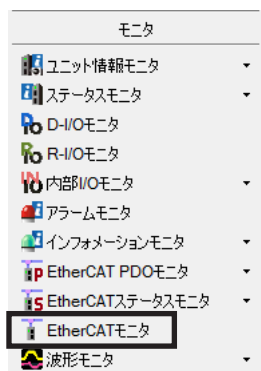 モニタ
ユニット情報モニタ
ステータスモニタ
D-I/Oモニタ
R-I/Oモニタ
内部I/Oモニタ
アラームモニタ
インフォメーションモニタ
EtherCAT PDOモニタ
EtherCATステータスモニタ
EtherCATモニタ
波形モニタ